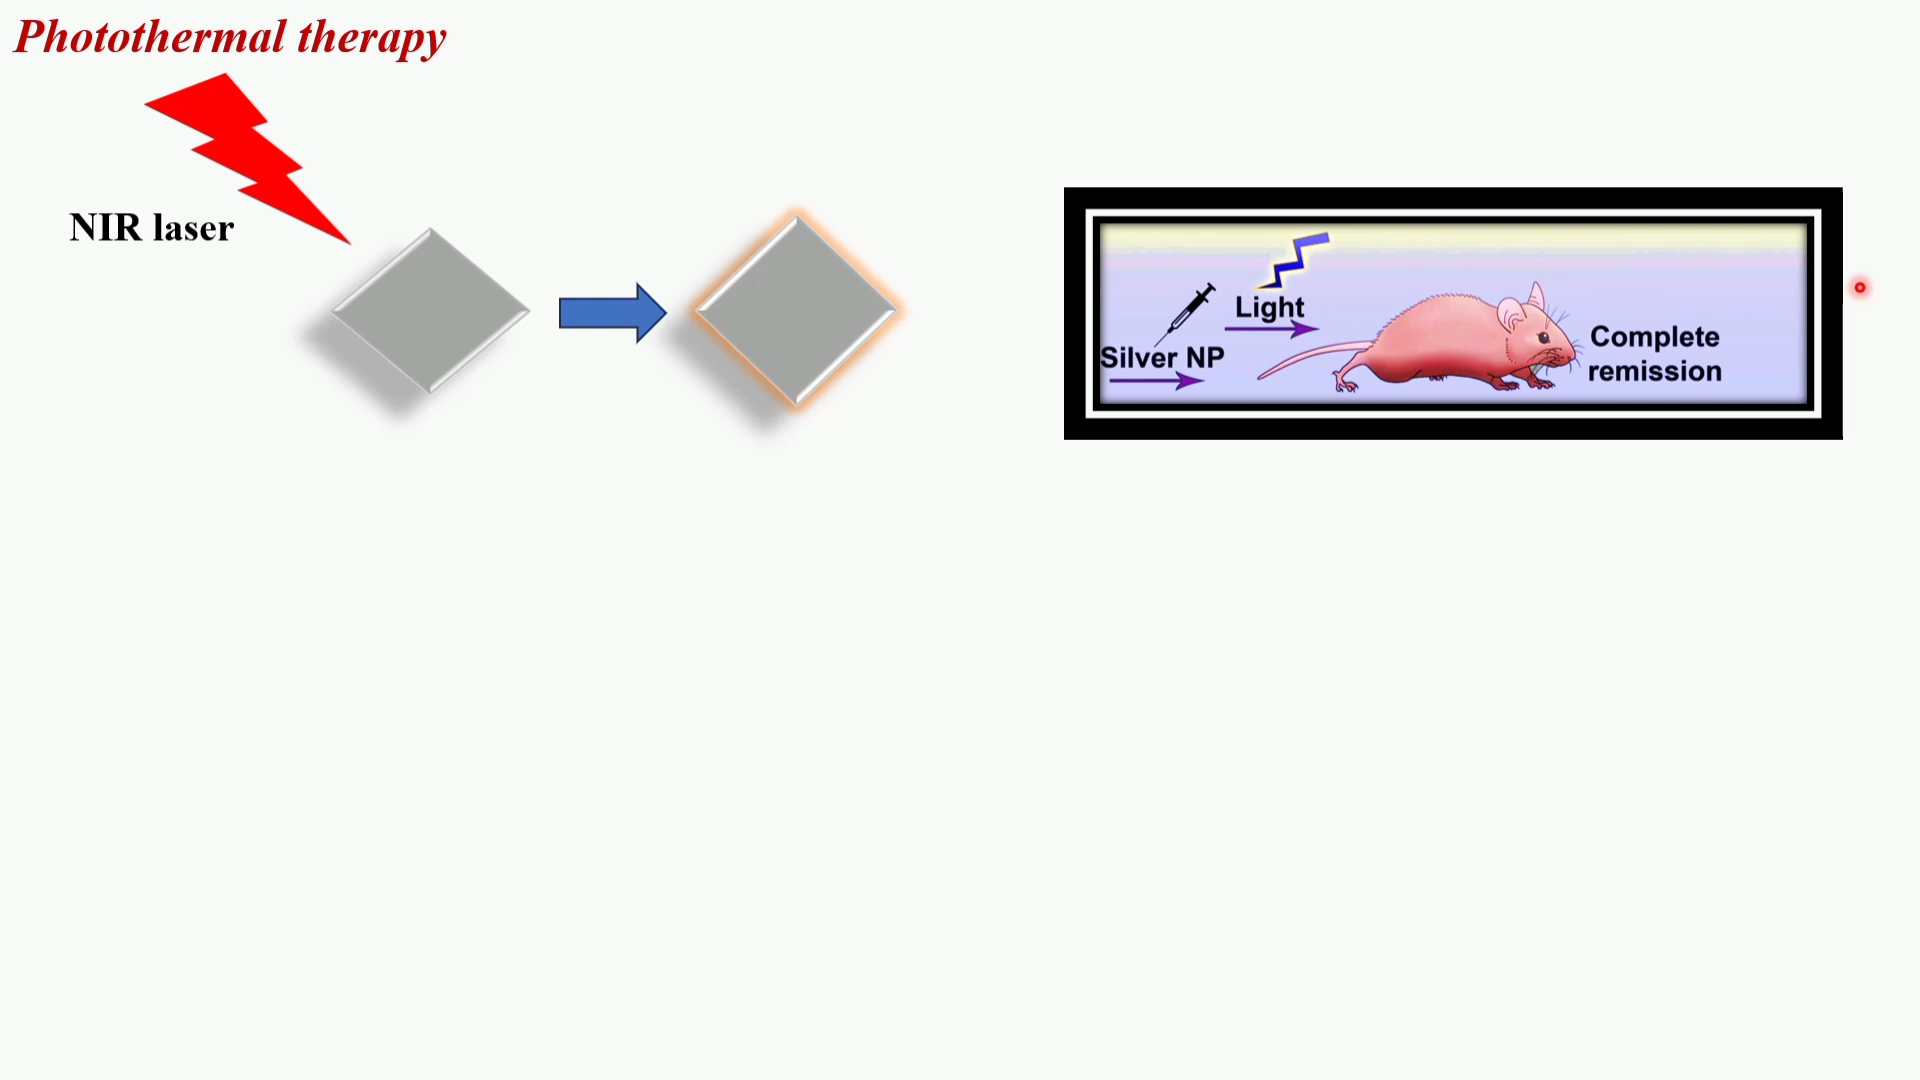 Photothermal therapy
NIR laser
Light
Silver NP
Complete
remission